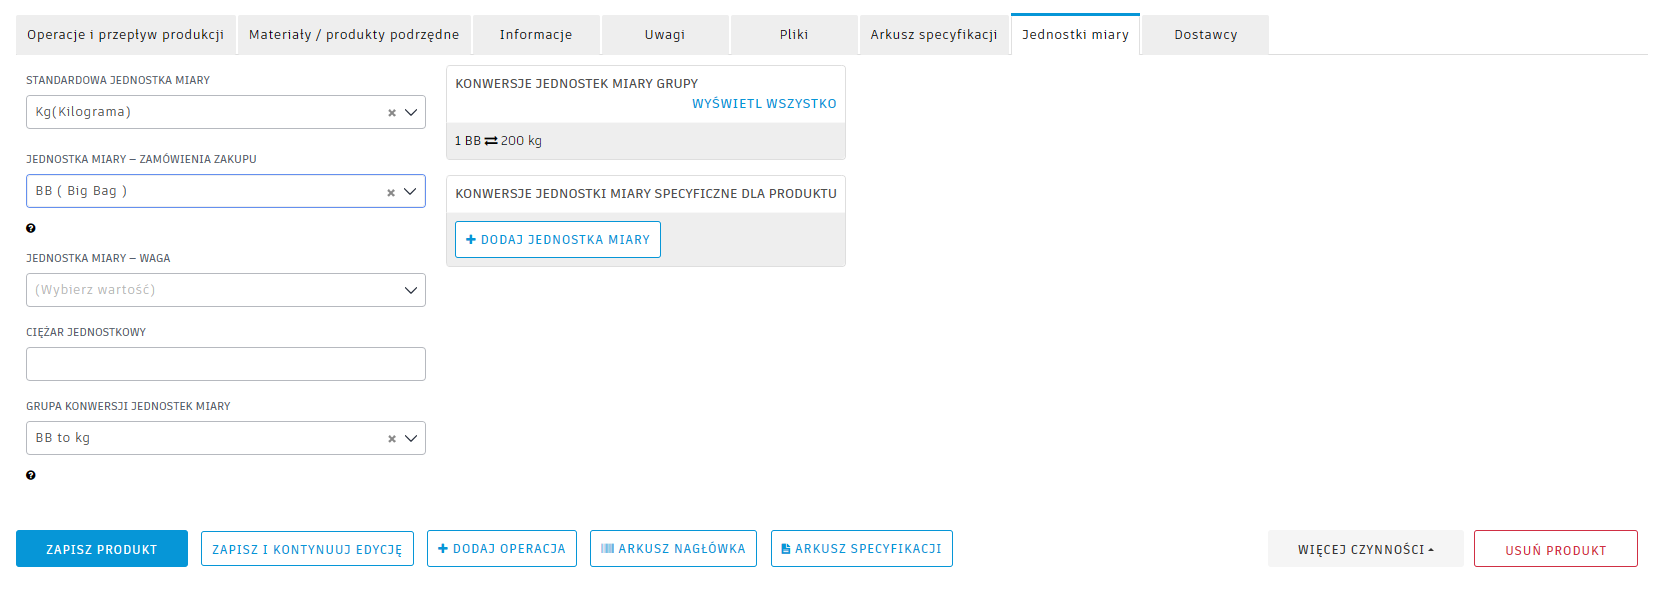 Operacje i przepływ produkcji
Materiały / produkty podrzędne
Informacje
Uwagi
Pliki
Arkusz specyfikacji
Jednostki miary
Dostawcy
STANDARDOWA JEDNOSTKA MIARY
Kg(Kilograma)
JEDNOSTKA MIARY – ZAMÓWIENIA ZAKUPU
BB ( Big Bag )
JEDNOSTKA MIARY – WAGA
(Wybierz wartość)
CIĘŻAR JEDNOSTKOWY
GRUPA KONWERSJI JEDNOSTEK MIARY
BB to kg
KONWERSJE JEDNOSTEK MIARY GRUPY
WYŚWIETL WSZYSTKO
1 BB ⇄ 200 kg
KONWERSJE JEDNOSTKI MIARY SPECYFICZNE DLA PRODUKTU
+ DODAJ JEDNOSTKA MIARY
ZAPISZ PRODUKT
ZAPISZ I KONTYNUUJ EDYCJĘ
+ DODAJ OPERACJA
ARKUSZ NAGŁÓWKA
ARKUSZ SPECYFIKACJI
WIĘCEJ CZYNNOŚCI
USUŃ PRODUKT